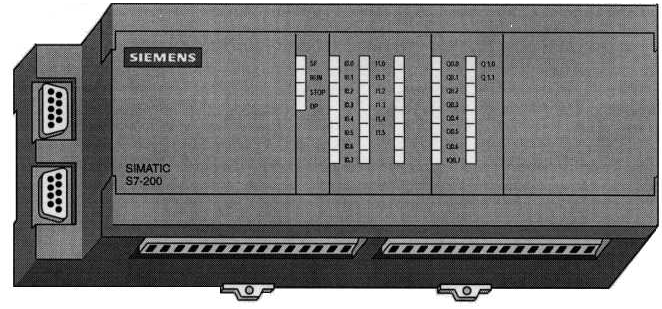 SIEMENS
SIMATIC
S7-200
SF
RUN
STOP
DP
I0.0 I1.0
I0.1 I1.1
I0.2 I1.2
I0.3 I1.3
I0.4 I1.4
I0.5 I1.5
I0.6
I0.7
Q0.0 Q1.0
Q0.1 Q1.1
Q0.2
Q0.3
Q0.4
Q0.5
Q0.6
Q0.7